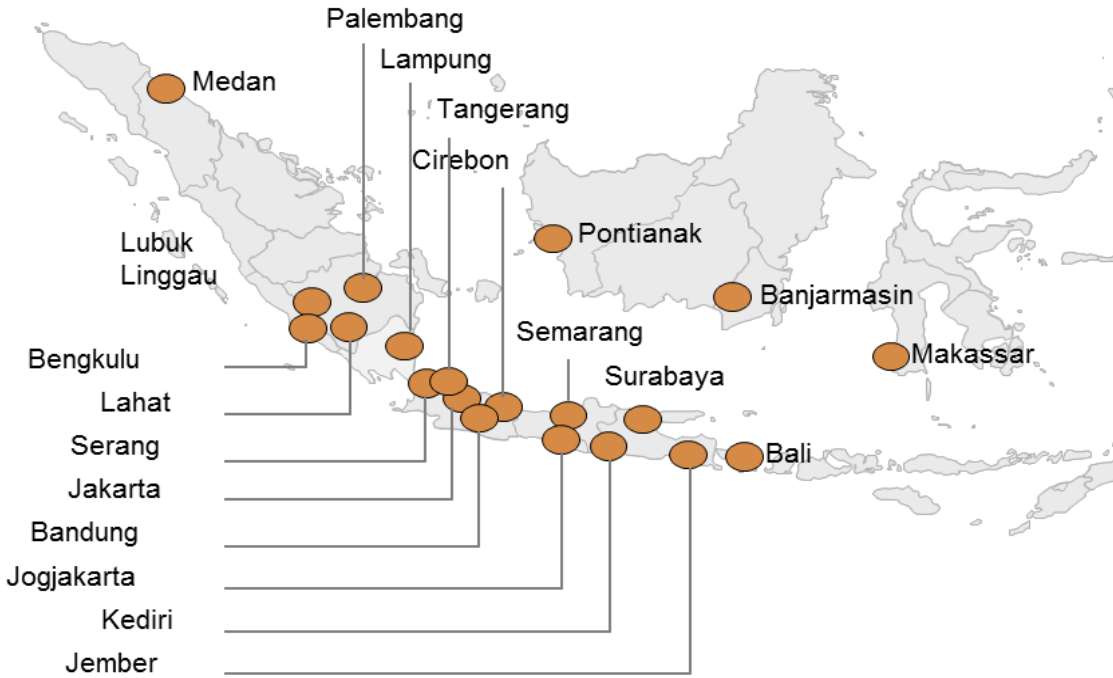 Palembang
Medan
Lampung
Tangerang
Cirebon
Pontianak
Lubuk
Linggau
Banjarmasin
Semarang
Makassar
Bengkulu
Surabaya
Lahat
Serang
Bali
Jakarta
Bandung
Jogjakarta
Kediri
Jember